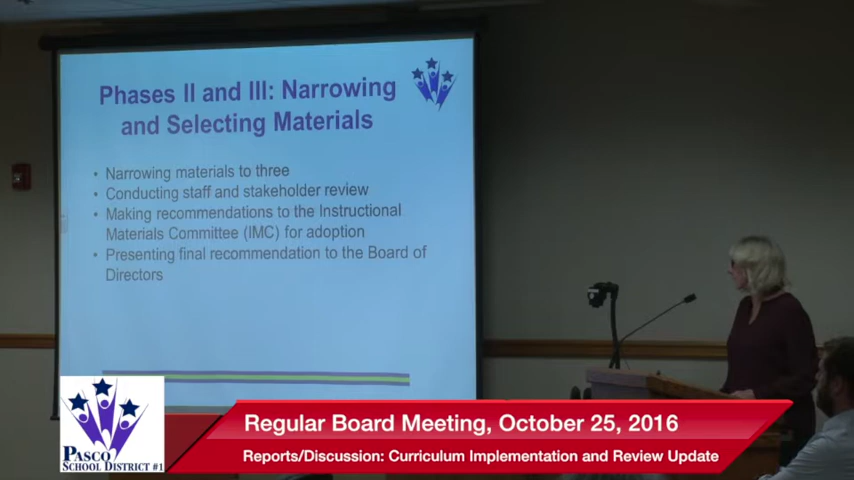 Phases II and III: Narrowing
and Selecting Materials
• Narrowing materials to three
• Conducting staff and stakeholder review
• Making recommendations to the Instructional
Materials Committee (IMC) for adoption
• Presenting final recommendation to the Board of
Directors
PASCO
SCHOOL DISTRICT #1
Regular Board Meeting, October 25, 2016
Reports/Discussion: Curriculum Implementation and Review Update